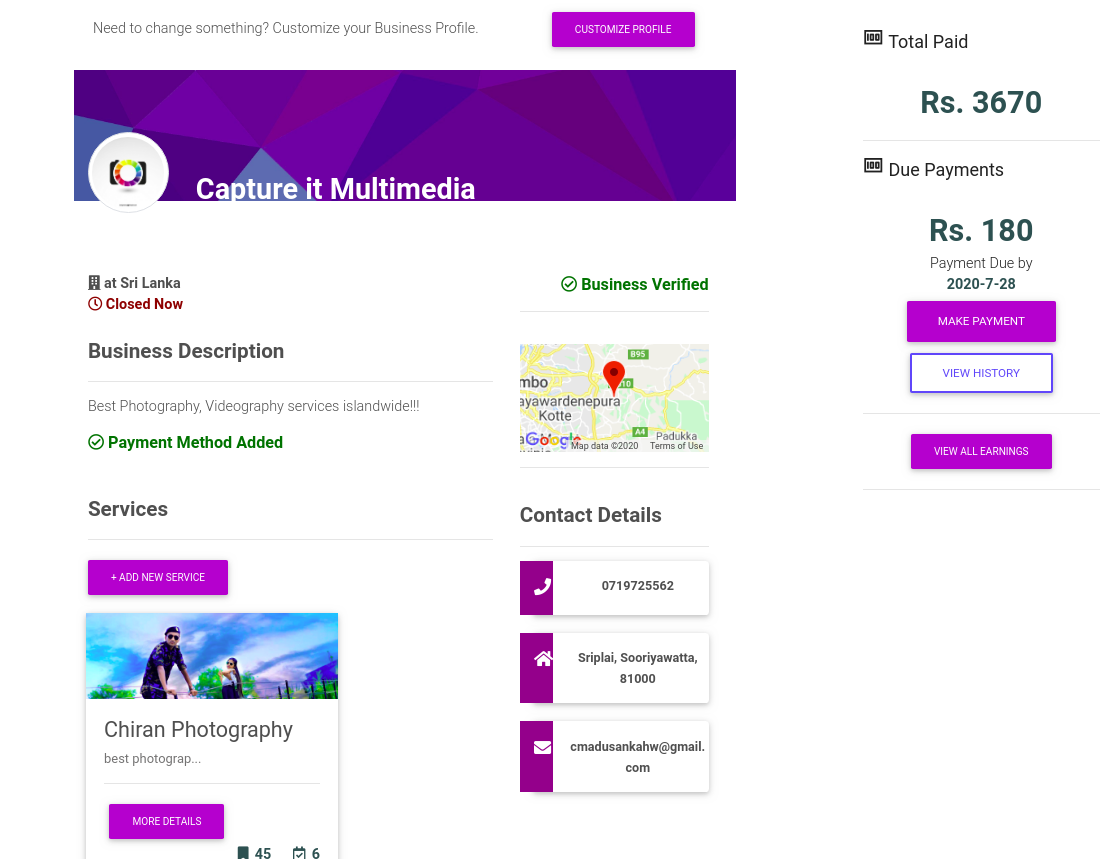 Need to change something? Customize your Business Profile.
CUSTOMIZE PROFILE
Capture it Multimedia
at Sri Lanka
Closed Now
Business Description
Best Photography, Videography services islandwide!!!
Payment Method Added
Services
+ ADD NEW SERVICE
Chiran Photography
best photograp...
MORE DETAILS
45 6
Business Verified
B95
mbo
10
ayawardenepura
Kotte
A4
Padukka
Google
Map data ©2020 Terms of Use
Contact Details
0719725562
Sriplai, Sooriyawatta,
81000
cmadusankahw@gmail.
com
Total Paid
Rs. 3670
Due Payments
Rs. 180
Payment Due by
2020-7-28
MAKE PAYMENT
VIEW HISTORY
VIEW ALL EARNINGS